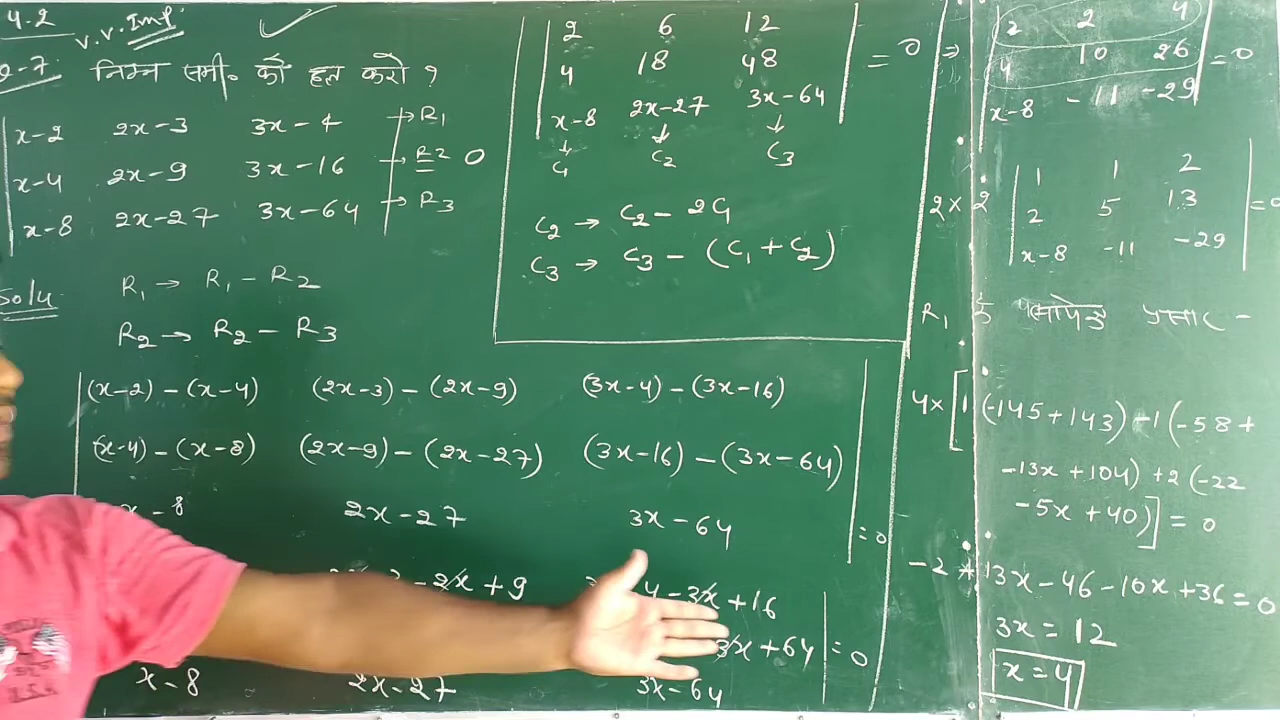 4.2
V.V. Imp.
Q-7. निम्न समी० को हल करो ?
x-2 2x-3 3x-4 → R1
x-4 2x-9 3x-16 → R2 0
x-8 2x-27 3x-64 → R3
Solu
R1 → R1 - R2
R2 → R2 - R3
(x-2)-(x-4) (2x-3)-(2x-9) (3x-4)-(3x-16)
(x-4)-(x-8) (2x-9)-(2x-27) (3x-16)-(3x-64)
x-8 2x-27 3x-64 =0
-2x+9 4-3x+16
3x+64 =0
x-8 2x-27 3x-64
2 6 12
4 18 48 = 0
x-8 2x-27 3x-64
↓ ↓ ↓
C1 C2 C3
C2 → C2 - 2C1
C3 → C3 - (C1 + C2)
⇒ 2 2 4
4 10 26 =0
x-8 -11 -29
1 1 2
2×2 2 5 13 =0
x-8 -11 -29
R1 के सापेक्ष प्रसार -
4×[1(-145+143)-1(-58+
-13x+104)+2(-22
-5x+40)]=0
-2+13x-46-10x+36=0
3x=12
x=4